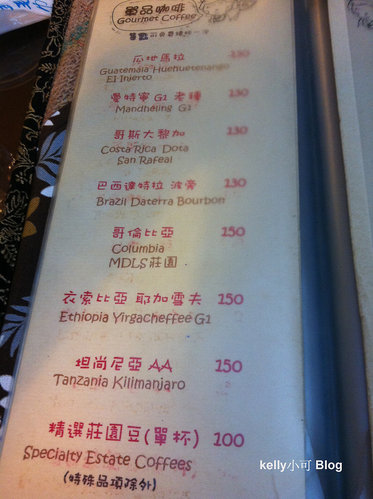 單品咖啡
Gourmet Coffee
瓜地馬拉 130
Guatemala Huehuetenango
El Injerto
曼特寧 G1 老種 130
Mandheling G1
哥斯大黎加 130
Costa Rica Dota
San Rafeal
巴西達特拉 波旁 130
Brazil Daterra Bourbon
哥倫比亞 150
Columbia
MDLS莊園
衣索比亞 耶加雪夫 150
Ethiopia Yirgacheffee G1
坦尚尼亞 AA 150
Tanzania Kilimanjaro
精選莊園豆(單杯) 100
Specialty Estate Coffees
(特殊品項除外)
kelly小可 Blog